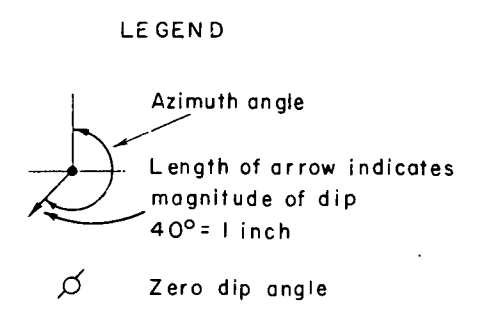 LEGEND
Azimuth angle
Length of arrow indicates
magnitude of dip
40° = 1 inch
Zero dip angle